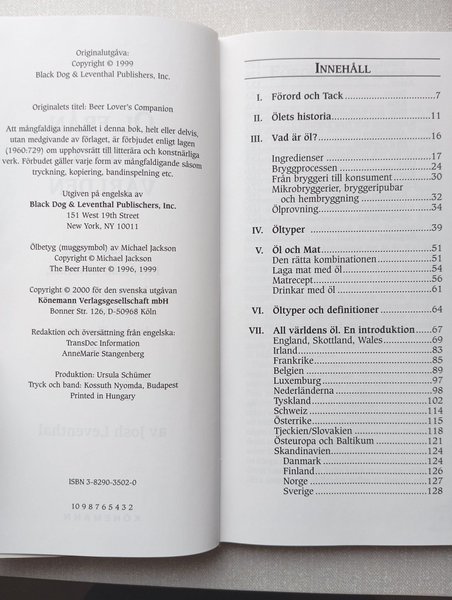 Originalutgåva:
Copyright © 1999
Black Dog & Leventhal Publishers, Inc.
Originalets titel: Beer Lover's Companion
Att mångfaldiga innehållet i denna bok, helt eller delvis,
utan medgivande av förlaget, är förbjudet enligt lagen
(1960:729) om upphovsrätt till litterära och konstnärliga
verk. Förbudet gäller varje form av mångfaldigande såsom
tryckning, kopiering, bandinspelning etc.
Utgiven på engelska av
Black Dog & Leventhal Publischers, Inc.
151 West 19th Street
New York, NY 10011
Ölbetyg (muggsymbol) av Michael Jackson
Copyright © Michael Jackson
The Beer Hunter © 1996, 1999
Copyright © 2000 för den svenska utgåvan
Könemann Verlagsgesellschaft mbH
Bonner Str. 126, D-50968 Köln
Redaktion och översättning från engelska:
TransDoc Information
AnneMarie Stangenberg
Produktion: Ursula Schümer
Tryck och band: Kossuth Nyomda, Budapest
Printed in Hungary
av Josh Leventhal
ISBN 3-8290-3502-0
10 9 8 7 6 5 4 3 2
KÖNEMANN
INNEHÅLL
I. Förord och Tack 7
II. Ölets historia 11
III. Vad är öl? 16
Ingredienser 17
Bryggprocessen 24
Från bryggeri till konsument 30
Mikrobryggerier, bryggeripubar
och hembryggning 32
Ölprovning 34
IV. Öltyper 39
V. Öl och Mat 51
Den rätta kombinationen 51
Laga mat med öl 54
Matrecept 56
Drinkar med öl 61
VI. Öltyper och definitioner 64
VII. All världens öl. En introduktion 67
England, Skottland, Wales 69
Irland 83
Frankrike 85
Belgien 89
Luxemburg 97
Nederländerna 98
Tyskland 102
Schweiz 114
Österrike 115
Tjeckien/Slovakien 118
Östeuropa och Baltikum 121
Skandinavien 124
Danmark 124
Finland 126
Norge 127
Sverige 128